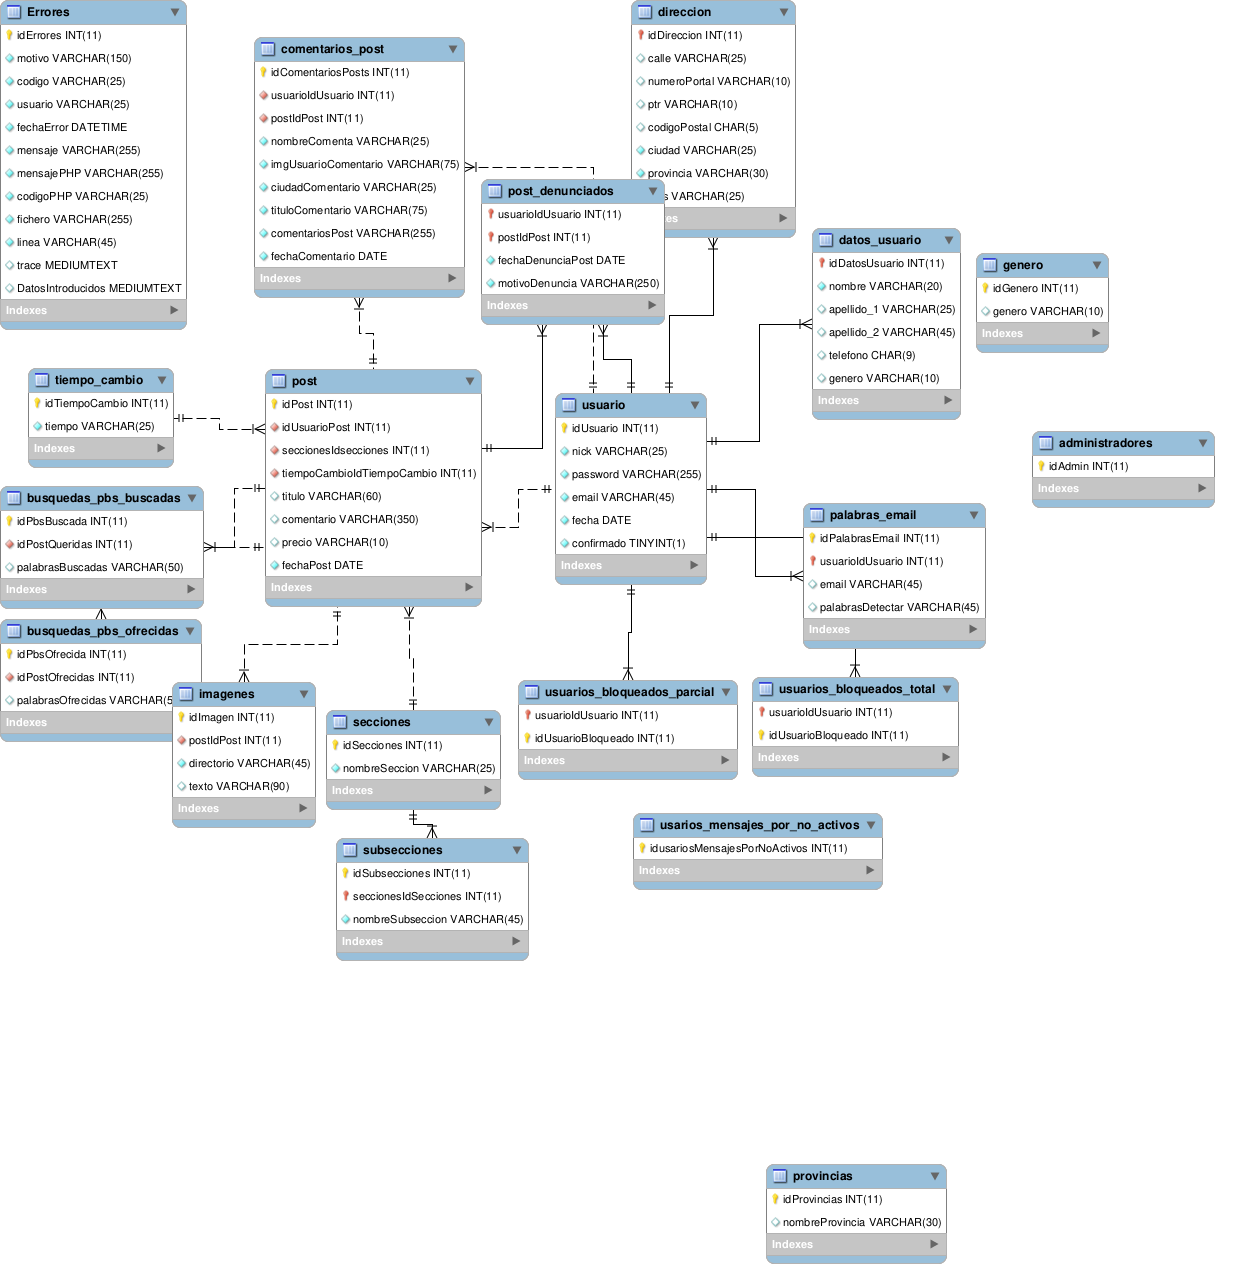 Errores
idErrores INT(11)
motivo VARCHAR(150)
codigo VARCHAR(25)
usuario VARCHAR(25)
fechaError DATETIME
mensaje VARCHAR(255)
mensajePHP VARCHAR(255)
codigoPHP VARCHAR(25)
fichero VARCHAR(255)
linea VARCHAR(45)
trace MEDIUMTEXT
DatosIntroducidos MEDIUMTEXT
Indexes
comentarios_post
idComentariosPosts INT(11)
usuarioIdUsuario INT(11)
postIdPost INT(11)
nombreComenta VARCHAR(25)
imgUsuarioComentario VARCHAR(75)
ciudadComentario VARCHAR(25)
tituloComentario VARCHAR(75)
comentariosPost VARCHAR(255)
fechaComentario DATE
Indexes
direccion
idDireccion INT(11)
calle VARCHAR(25)
numeroPortal VARCHAR(10)
ptr VARCHAR(10)
codigoPostal CHAR(5)
ciudad VARCHAR(25)
provincia VARCHAR(30)
s VARCHAR(25)
es
post_denunciados
usuarioIdUsuario INT(11)
postIdPost INT(11)
fechaDenunciaPost DATE
motivoDenuncia VARCHAR(250)
Indexes
datos_usuario
idDatosUsuario INT(11)
nombre VARCHAR(20)
apellido_1 VARCHAR(25)
apellido_2 VARCHAR(45)
telefono CHAR(9)
genero VARCHAR(10)
Indexes
genero
idGenero INT(11)
genero VARCHAR(10)
Indexes
tiempo_cambio
idTiempoCambio INT(11)
tiempo VARCHAR(25)
Indexes
post
idPost INT(11)
idUsuarioPost INT(11)
seccionesIdsecciones INT(11)
tiempoCambioIdTiempoCambio INT(11)
titulo VARCHAR(60)
comentario VARCHAR(350)
precio VARCHAR(10)
fechaPost DATE
Indexes
usuario
idUsuario INT(11)
nick VARCHAR(25)
password VARCHAR(255)
email VARCHAR(45)
fecha DATE
confirmado TINYINT(1)
Indexes
administradores
idAdmin INT(11)
Indexes
busquedas_pbs_buscadas
idPbsBuscada INT(11)
idPostQueridas INT(11)
palabrasBuscadas VARCHAR(50)
Indexes
palabras_email
idPalabrasEmail INT(11)
usuarioIdUsuario INT(11)
email VARCHAR(45)
palabrasDetectar VARCHAR(45)
Indexes
busquedas_pbs_ofrecidas
idPbsOfrecida INT(11)
idPostOfrecidas INT(11)
palabrasOfrecidas VARCHAR(5
Indexes
imagenes
idImagen INT(11)
postIdPost INT(11)
directorio VARCHAR(45)
texto VARCHAR(90)
Indexes
secciones
idSecciones INT(11)
nombreSeccion VARCHAR(25)
Indexes
usuarios_bloqueados_parcial
usuarioIdUsuario INT(11)
idUsuarioBloqueado INT(11)
Indexes
usuarios_bloqueados_total
usuarioIdUsuario INT(11)
idUsuarioBloqueado INT(11)
Indexes
subsecciones
idSubsecciones INT(11)
seccionesIdSecciones INT(11)
nombreSubseccion VARCHAR(45)
Indexes
usarios_mensajes_por_no_activos
idusariosMensajesPorNoActivos INT(11)
Indexes
provincias
idProvincias INT(11)
nombreProvincia VARCHAR(30)
Indexes